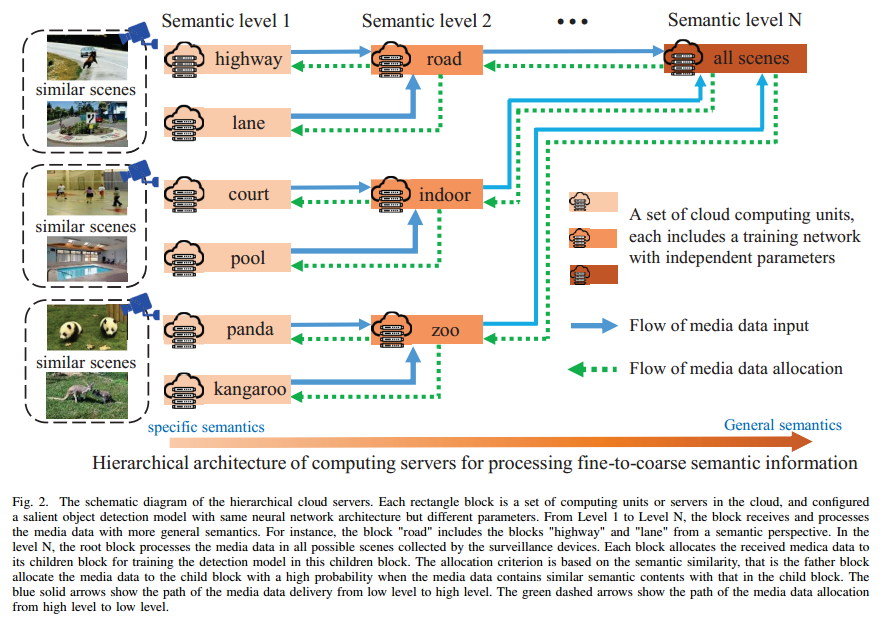 Semantic level 1 Semantic level 2 ••• Semantic level N
similar scenes
highway road all scenes
lane
similar scenes
court indoor
pool
similar scenes
panda zoo
kangaroo
A set of cloud computing units,
each includes a training network
with independent parameters
Flow of media data input
Flow of media data allocation
specific semantics General semantics
Hierarchical architecture of computing servers for processing fine-to-coarse semantic information
Fig. 2. The schematic diagram of the hierarchical cloud servers. Each rectangle block is a set of computing units or servers in the cloud, and configured
a salient object detection model with same neural network architecture but different parameters. From Level 1 to Level N, the block receives and processes
the media data with more general semantics. For instance, the block "road" includes the blocks "highway" and "lane" from a semantic perspective. In the
level N, the root block processes the media data in all possible scenes collected by the surveillance devices. Each block allocates the received medica data to
its children block for training the detection model in this children block. The allocation criterion is based on the semantic similarity, that is the father block
allocate the media data to the child block with a high probability when the media data contains similar semantic contents with that in the child block. The
blue solid arrows show the path of the media data delivery from low level to high level. The green dashed arrows show the path of the media data allocation
from high level to low level.